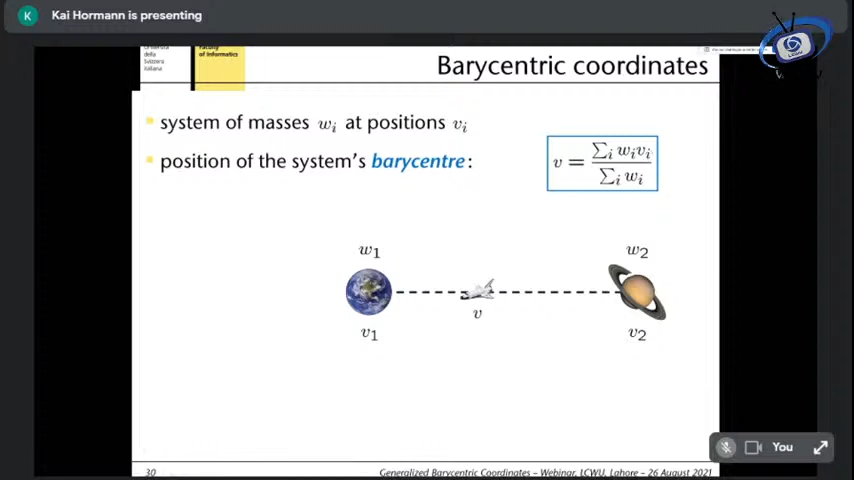 K Kai Hormann is presenting
della
Svizzera
italiana
Faculty
of Informatics
LCWU
Barycentric coordinates
system of masses wᵢ at positions vᵢ
position of the system's barycentre:
v = ∑ᵢ wᵢvᵢ / ∑ᵢ wᵢ
w₁ w₂
v
v₁ v₂
You
30 Generalized Barycentric Coordinates – Webinar, LCWU, Lahore – 26 August 2021